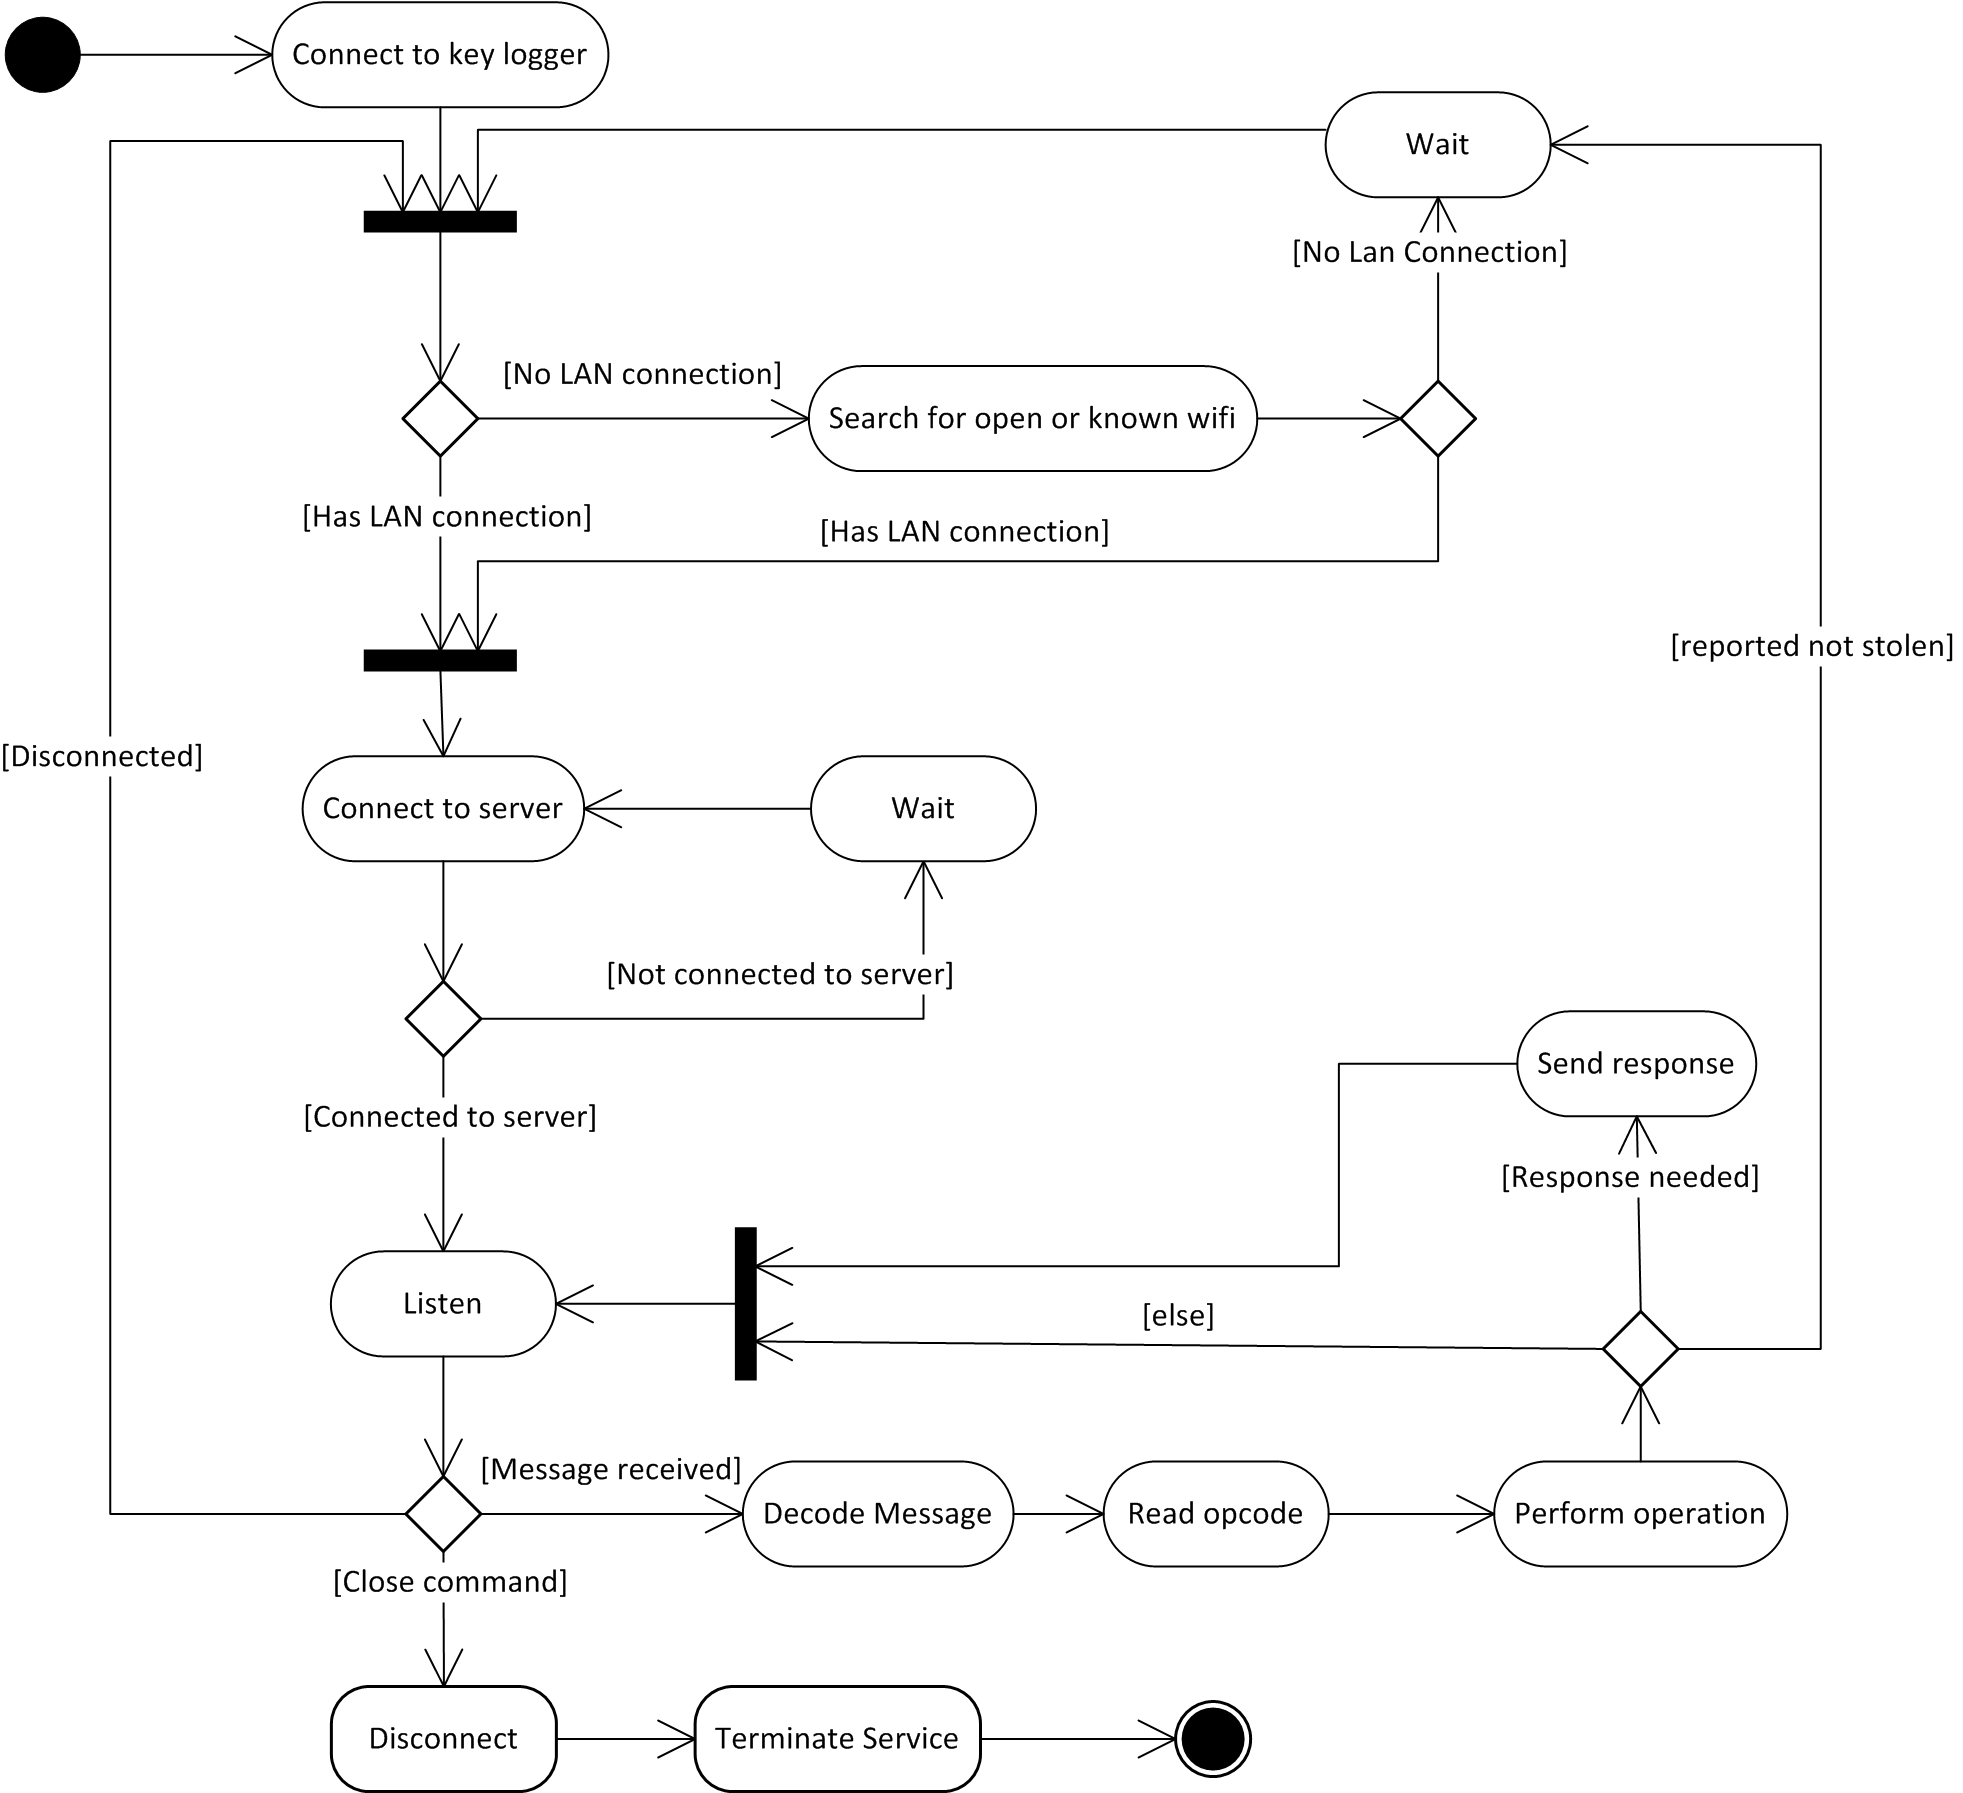 Connect to key logger
Wait
[No Lan Connection]
[No LAN connection]
Search for open or known wifi
[Has LAN connection]
[Has LAN connection]
[reported not stolen]
[Disconnected]
Connect to server
Wait
[Not connected to server]
Send response
[Connected to server]
[Response needed]
Listen
[else]
[Message received]
Decode Message
Read opcode
Perform operation
[Close command]
Disconnect
Terminate Service